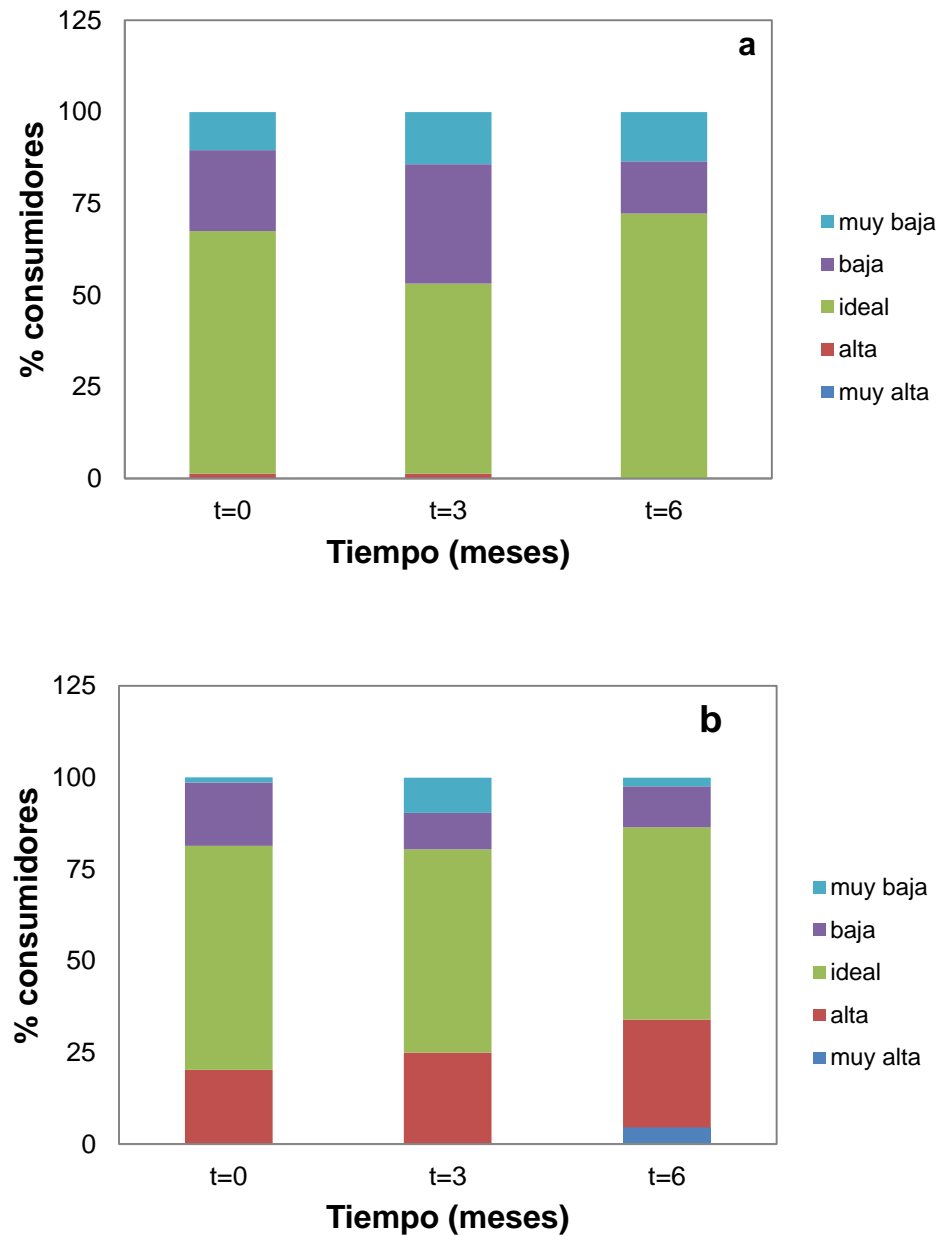 125
a
100
75
50
25
0
% consumidores
t=0 t=3 t=6
Tiempo (meses)
muy baja
baja
ideal
alta
muy alta
125
b
100
75
50
25
0
% consumidores
t=0 t=3 t=6
Tiempo (meses)
muy baja
baja
ideal
alta
muy alta